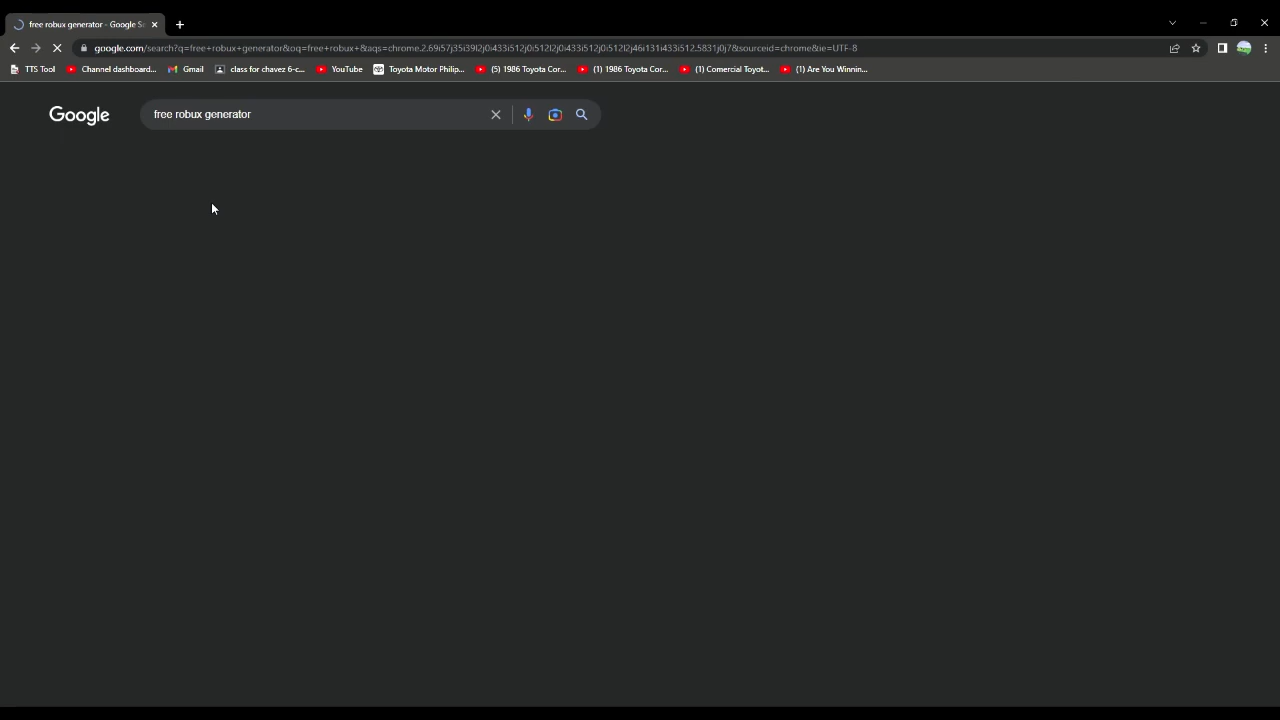 free robux generator - Google Se
google.com/search?q=free+robux+generator&oq=free+robux+&aqs=chrome.2.69i57j35i39l2j0i433i512j0i512l2j0i433i512j0i512l2j46i131i433i512.5831j0j7&sourceid=chrome&ie=UTF-8
TTS Tool Channel dashboard... Gmail class for chavez 6-c... YouTube Toyota Motor Philip... (5) 1986 Toyota Cor... (1) 1986 Toyota Cor... (1) Comercial Toyot... (1) Are You Winnin...
Google free robux generator